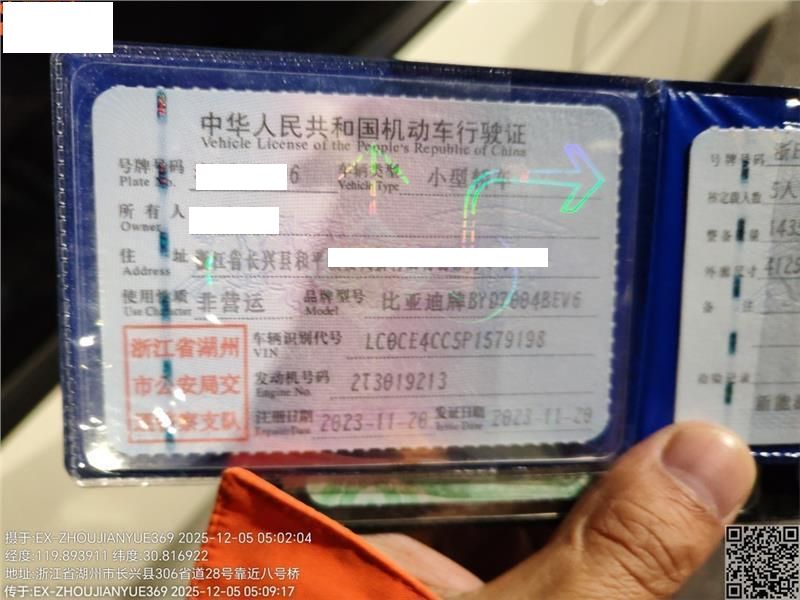 中华人民共和国机动车行驶证
Vehicle License of the People's Republic of China
号牌号码 6 车辆类型 小型轿车
Plate No. Vehicle Type
所有人
Owner
住 址 浙江省长兴县和平
Address
使用性质 非营运 品牌型号 比亚迪牌BYD7004BEV6
Use Character Model
浙江省湖州
市公安局交
通警察支队
车辆识别代号 LC0CE4CC5P1579198
VIN
发动机号码 2T3019213
Engine No.
注册日期 2023-11-20 发证日期 2023-11-20
Register Date Issue Date
号牌号码
核定载人数 5人
整备质量
外廓尺寸
备 注
检验记录
新能源
摄于:EX-ZHOUJIANYUE369 2025-12-05 05:02:04
经度:119.893911 纬度:30.816922
地址:浙江省湖州市长兴县306省道28号靠近八号桥
传于:EX-ZHOUJIANYUE369 2025-12-05 05:09:17